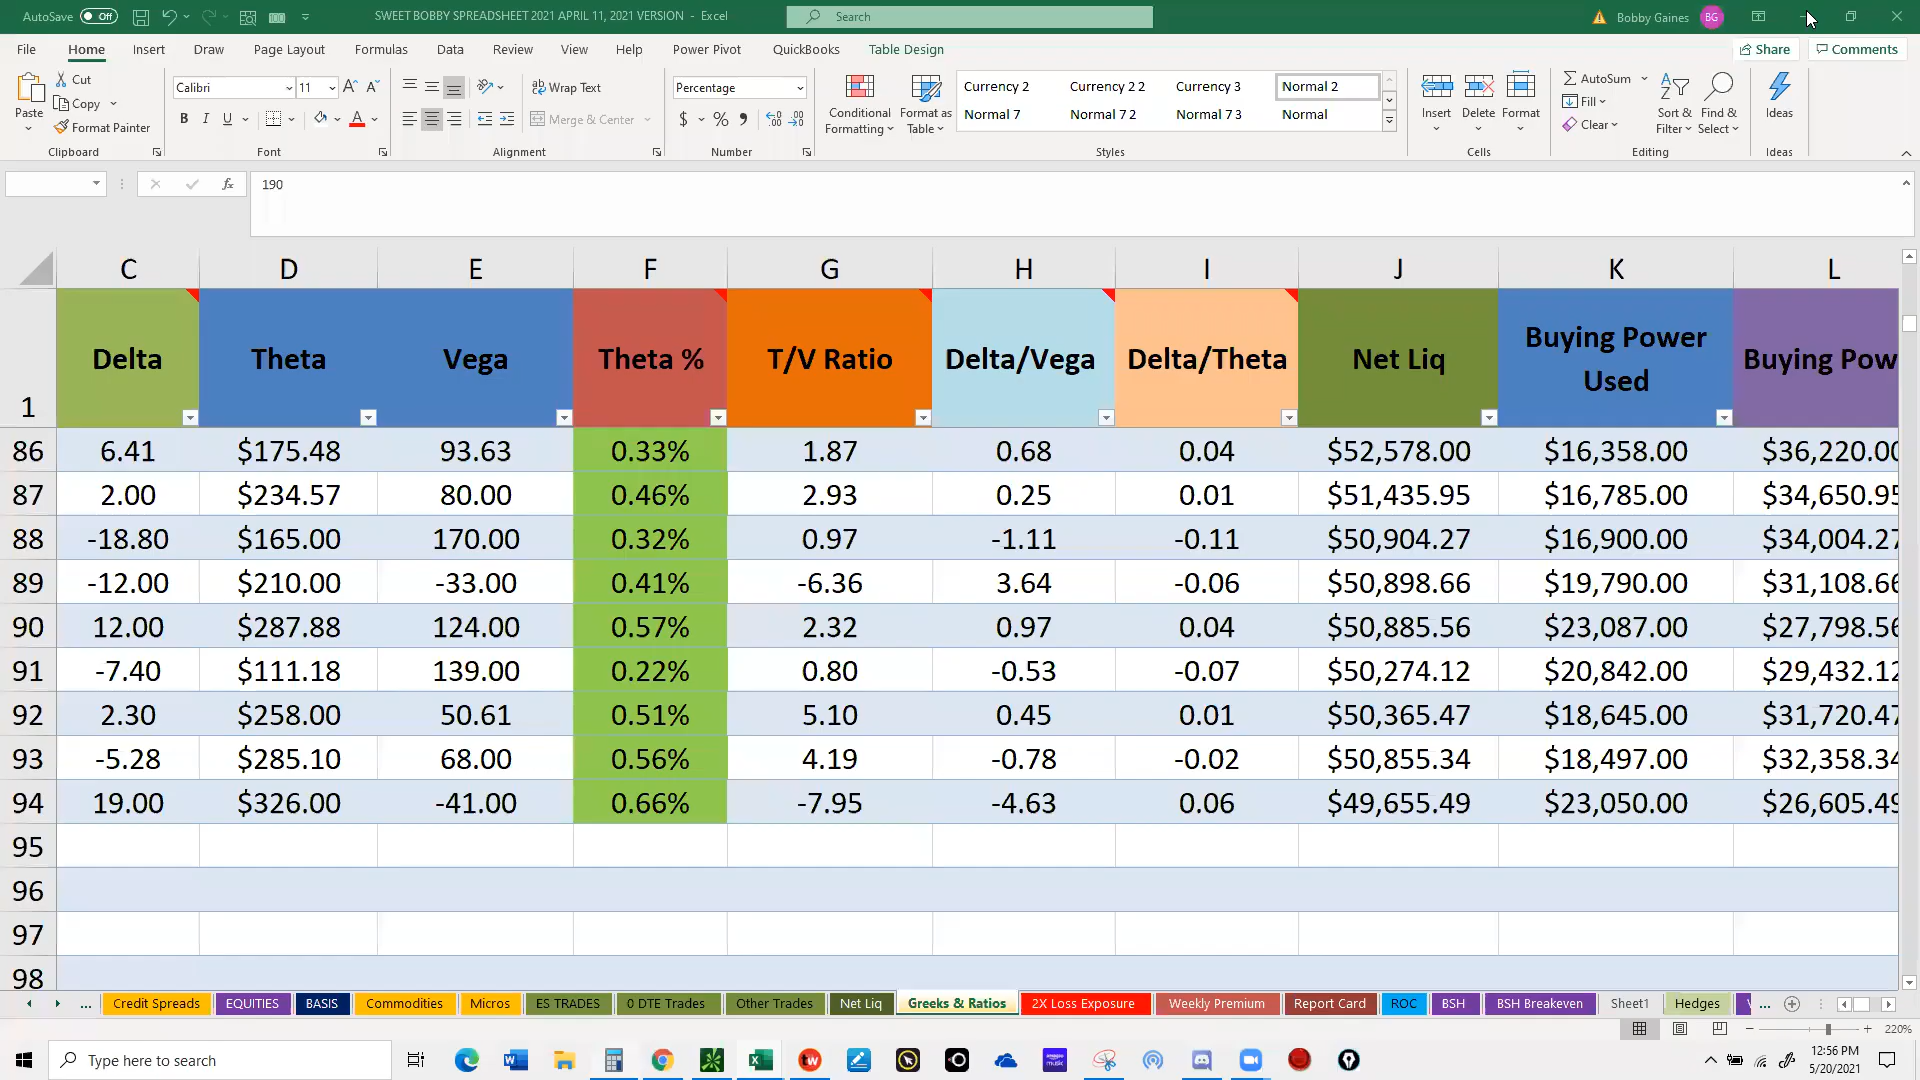 AutoSave Off SWEET BOBBY SPREADSHEET 2021 APRIL 11, 2021 VERSION - Excel Search Bobby Gaines BG
File Home Insert Draw Page Layout Formulas Data Review View Help Power Pivot QuickBooks Table Design Share Comments
Paste Cut Copy Format Painter Clipboard
Calibri 11 A A B I U A Font
Wrap Text Merge & Center Alignment
Percentage $ % Number
Conditional Formatting Format as Table
Currency 2 Currency 2 2 Currency 3 Normal 2
Normal 7 Normal 7 2 Normal 7 3 Normal
Styles
Insert Delete Format Cells
AutoSum Fill Clear Sort & Filter Find & Select Editing
Ideas Ideas
fx 190
C D E F G H I J K L
1 Delta Theta Vega Theta % T/V Ratio Delta/Vega Delta/Theta Net Liq Buying Power Used Buying Pow
86 6.41 $175.48 93.63 0.33% 1.87 0.68 0.04 $52,578.00 $16,358.00 $36,220.00
87 2.00 $234.57 80.00 0.46% 2.93 0.25 0.01 $51,435.95 $16,785.00 $34,650.95
88 -18.80 $165.00 170.00 0.32% 0.97 -1.11 -0.11 $50,904.27 $16,900.00 $34,004.27
89 -12.00 $210.00 -33.00 0.41% -6.36 3.64 -0.06 $50,898.66 $19,790.00 $31,108.66
90 12.00 $287.88 124.00 0.57% 2.32 0.97 0.04 $50,885.56 $23,087.00 $27,798.56
91 -7.40 $111.18 139.00 0.22% 0.80 -0.53 -0.07 $50,274.12 $20,842.00 $29,432.12
92 2.30 $258.00 50.61 0.51% 5.10 0.45 0.01 $50,365.47 $18,645.00 $31,720.47
93 -5.28 $285.10 68.00 0.56% 4.19 -0.78 -0.02 $50,855.34 $18,497.00 $32,358.34
94 19.00 $326.00 -41.00 0.66% -7.95 -4.63 0.06 $49,655.49 $23,050.00 $26,605.49
95
96
97
98
... Credit Spreads EQUITIES BASIS Commodities Micros ES TRADES 0 DTE Trades Other Trades Net Liq Greeks & Ratios 2X Loss Exposure Weekly Premium Report Card ROC BSH BSH Breakeven Sheet1 Hedges ...
220%
Type here to search tw 12:56 PM
5/20/2021